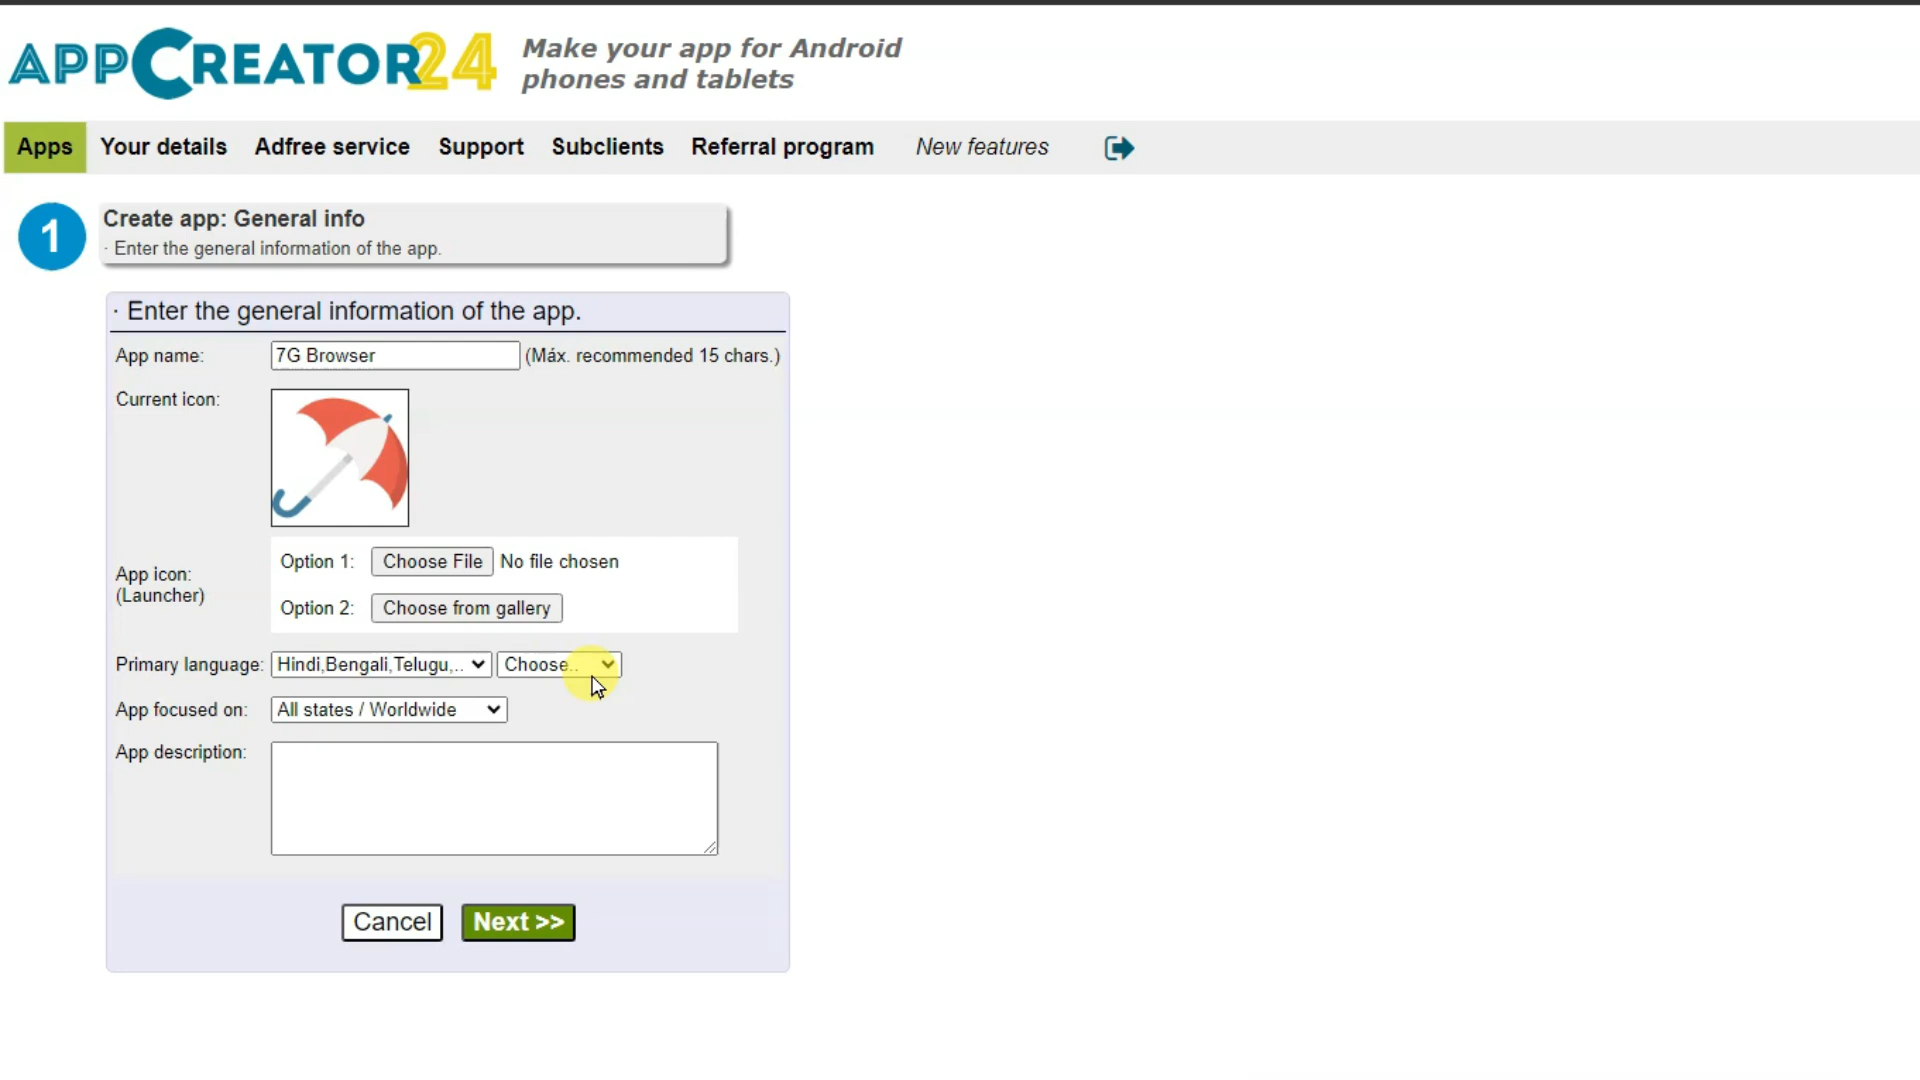 APPCREATOR24
Make your app for Android
phones and tablets
Apps Your details Adfree service Support Subclients Referral program New features
1
Create app: General info
· Enter the general information of the app.
· Enter the general information of the app.
App name: 7G Browser (Máx. recommended 15 chars.)
Current icon:
App icon:
(Launcher)
Option 1: Choose File No file chosen
Option 2: Choose from gallery
Primary language: Hindi,Bengali,Telugu,.. Choose..
App focused on: All states / Worldwide
App description:
Cancel Next >>